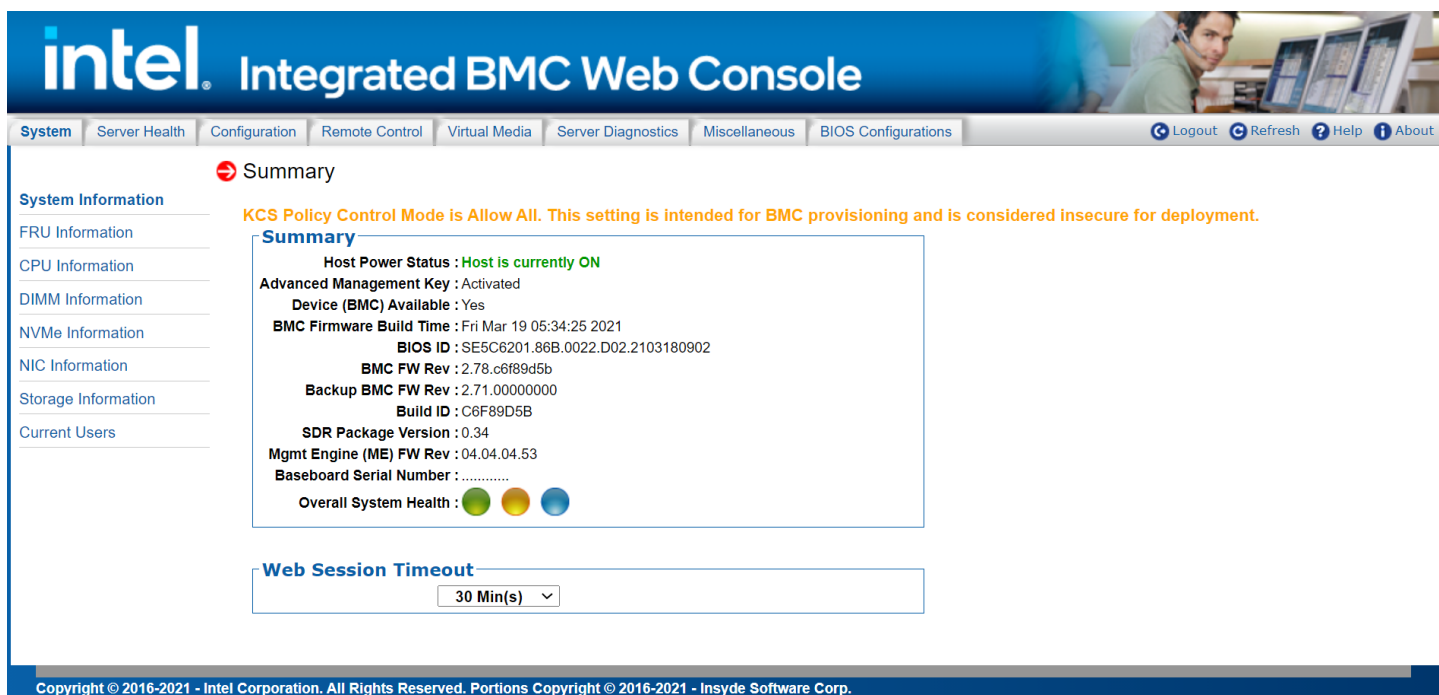 intel® Integrated BMC Web Console
System Server Health Configuration Remote Control Virtual Media Server Diagnostics Miscellaneous BIOS Configurations Logout Refresh Help About
Summary
System Information
FRU Information
CPU Information
DIMM Information
NVMe Information
NIC Information
Storage Information
Current Users
KCS Policy Control Mode is Allow All. This setting is intended for BMC provisioning and is considered insecure for deployment.
Summary
Host Power Status : Host is currently ON
Advanced Management Key : Activated
Device (BMC) Available : Yes
BMC Firmware Build Time : Fri Mar 19 05:34:25 2021
BIOS ID : SE5C6201.86B.0022.D02.2103180902
BMC FW Rev : 2.78.c6f89d5b
Backup BMC FW Rev : 2.71.00000000
Build ID : C6F89D5B
SDR Package Version : 0.34
Mgmt Engine (ME) FW Rev : 04.04.04.53
Baseboard Serial Number : ............
Overall System Health :
Web Session Timeout
30 Min(s)
Copyright © 2016-2021 - Intel Corporation. All Rights Reserved. Portions Copyright © 2016-2021 - Insyde Software Corp.